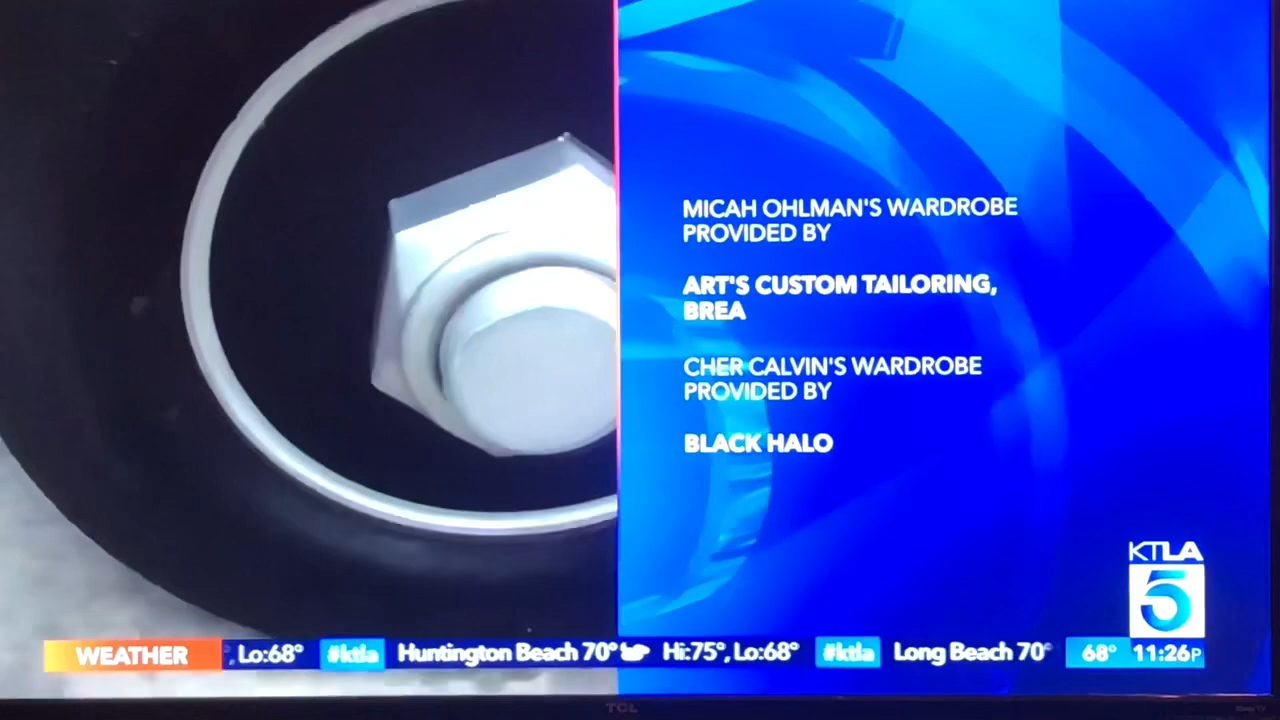 MICAH OHLMAN'S WARDROBE
PROVIDED BY
ART'S CUSTOM TAILORING,
BREA
CHER CALVIN'S WARDROBE
PROVIDED BY
BLACK HALO
KTLA
5
WEATHER , Lo:68° #ktla Huntington Beach 70° Hi:75°, Lo:68° #ktla Long Beach 70° 68° 11:26P
TCL